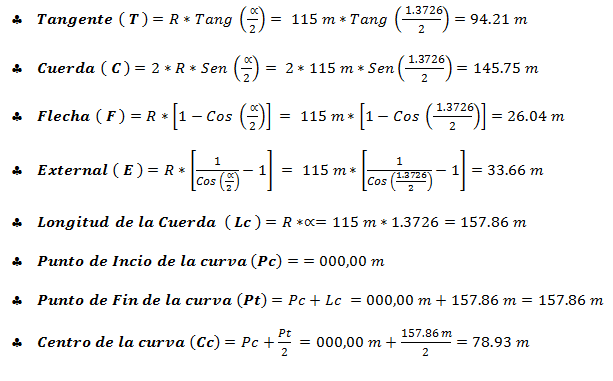 ♣ Tangente ( T ) = R * Tang (∝/2) = 115 m * Tang (1.3726/2) = 94.21 m
♣ Cuerda ( C ) = 2 * R * Sen (∝/2) = 2 * 115 m * Sen (1.3726/2) = 145.75 m
♣ Flecha ( F ) = R * [1 − Cos (∝/2)] = 115 m * [1 − Cos (1.3726/2)] = 26.04 m
♣ External ( E ) = R * [1/Cos (∝/2) − 1] = 115 m * [1/Cos (1.3726/2) − 1] = 33.66 m
♣ Longitud de la Cuerda ( Lc ) = R *∝= 115 m * 1.3726 = 157.86 m
♣ Punto de Incio de la curva (Pc) = = 000,00 m
♣ Punto de Fin de la curva (Pt) = Pc + Lc = 000,00 m + 157.86 m = 157.86 m
♣ Centro de la curva (Cc) = Pc + Pt/2 = 000,00 m + 157.86 m/2 = 78.93 m